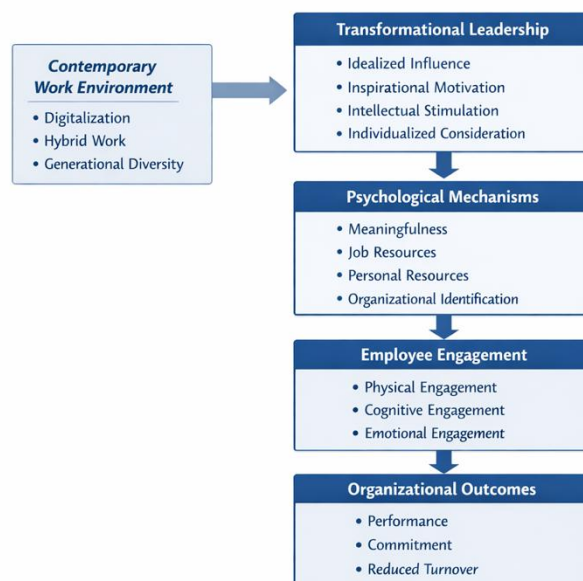 Contemporary
Work Environment
• Digitalization
• Hybrid Work
• Generational Diversity
Transformational Leadership
• Idealized Influence
• Inspirational Motivation
• Intellectual Stimulation
• Individualized Consideration
Psychological Mechanisms
• Meaningfulness
• Job Resources
• Personal Resources
• Organizational Identification
Employee Engagement
• Physical Engagement
• Cognitive Engagement
• Emotional Engagement
Organizational Outcomes
• Performance
• Commitment
• Reduced Turnover